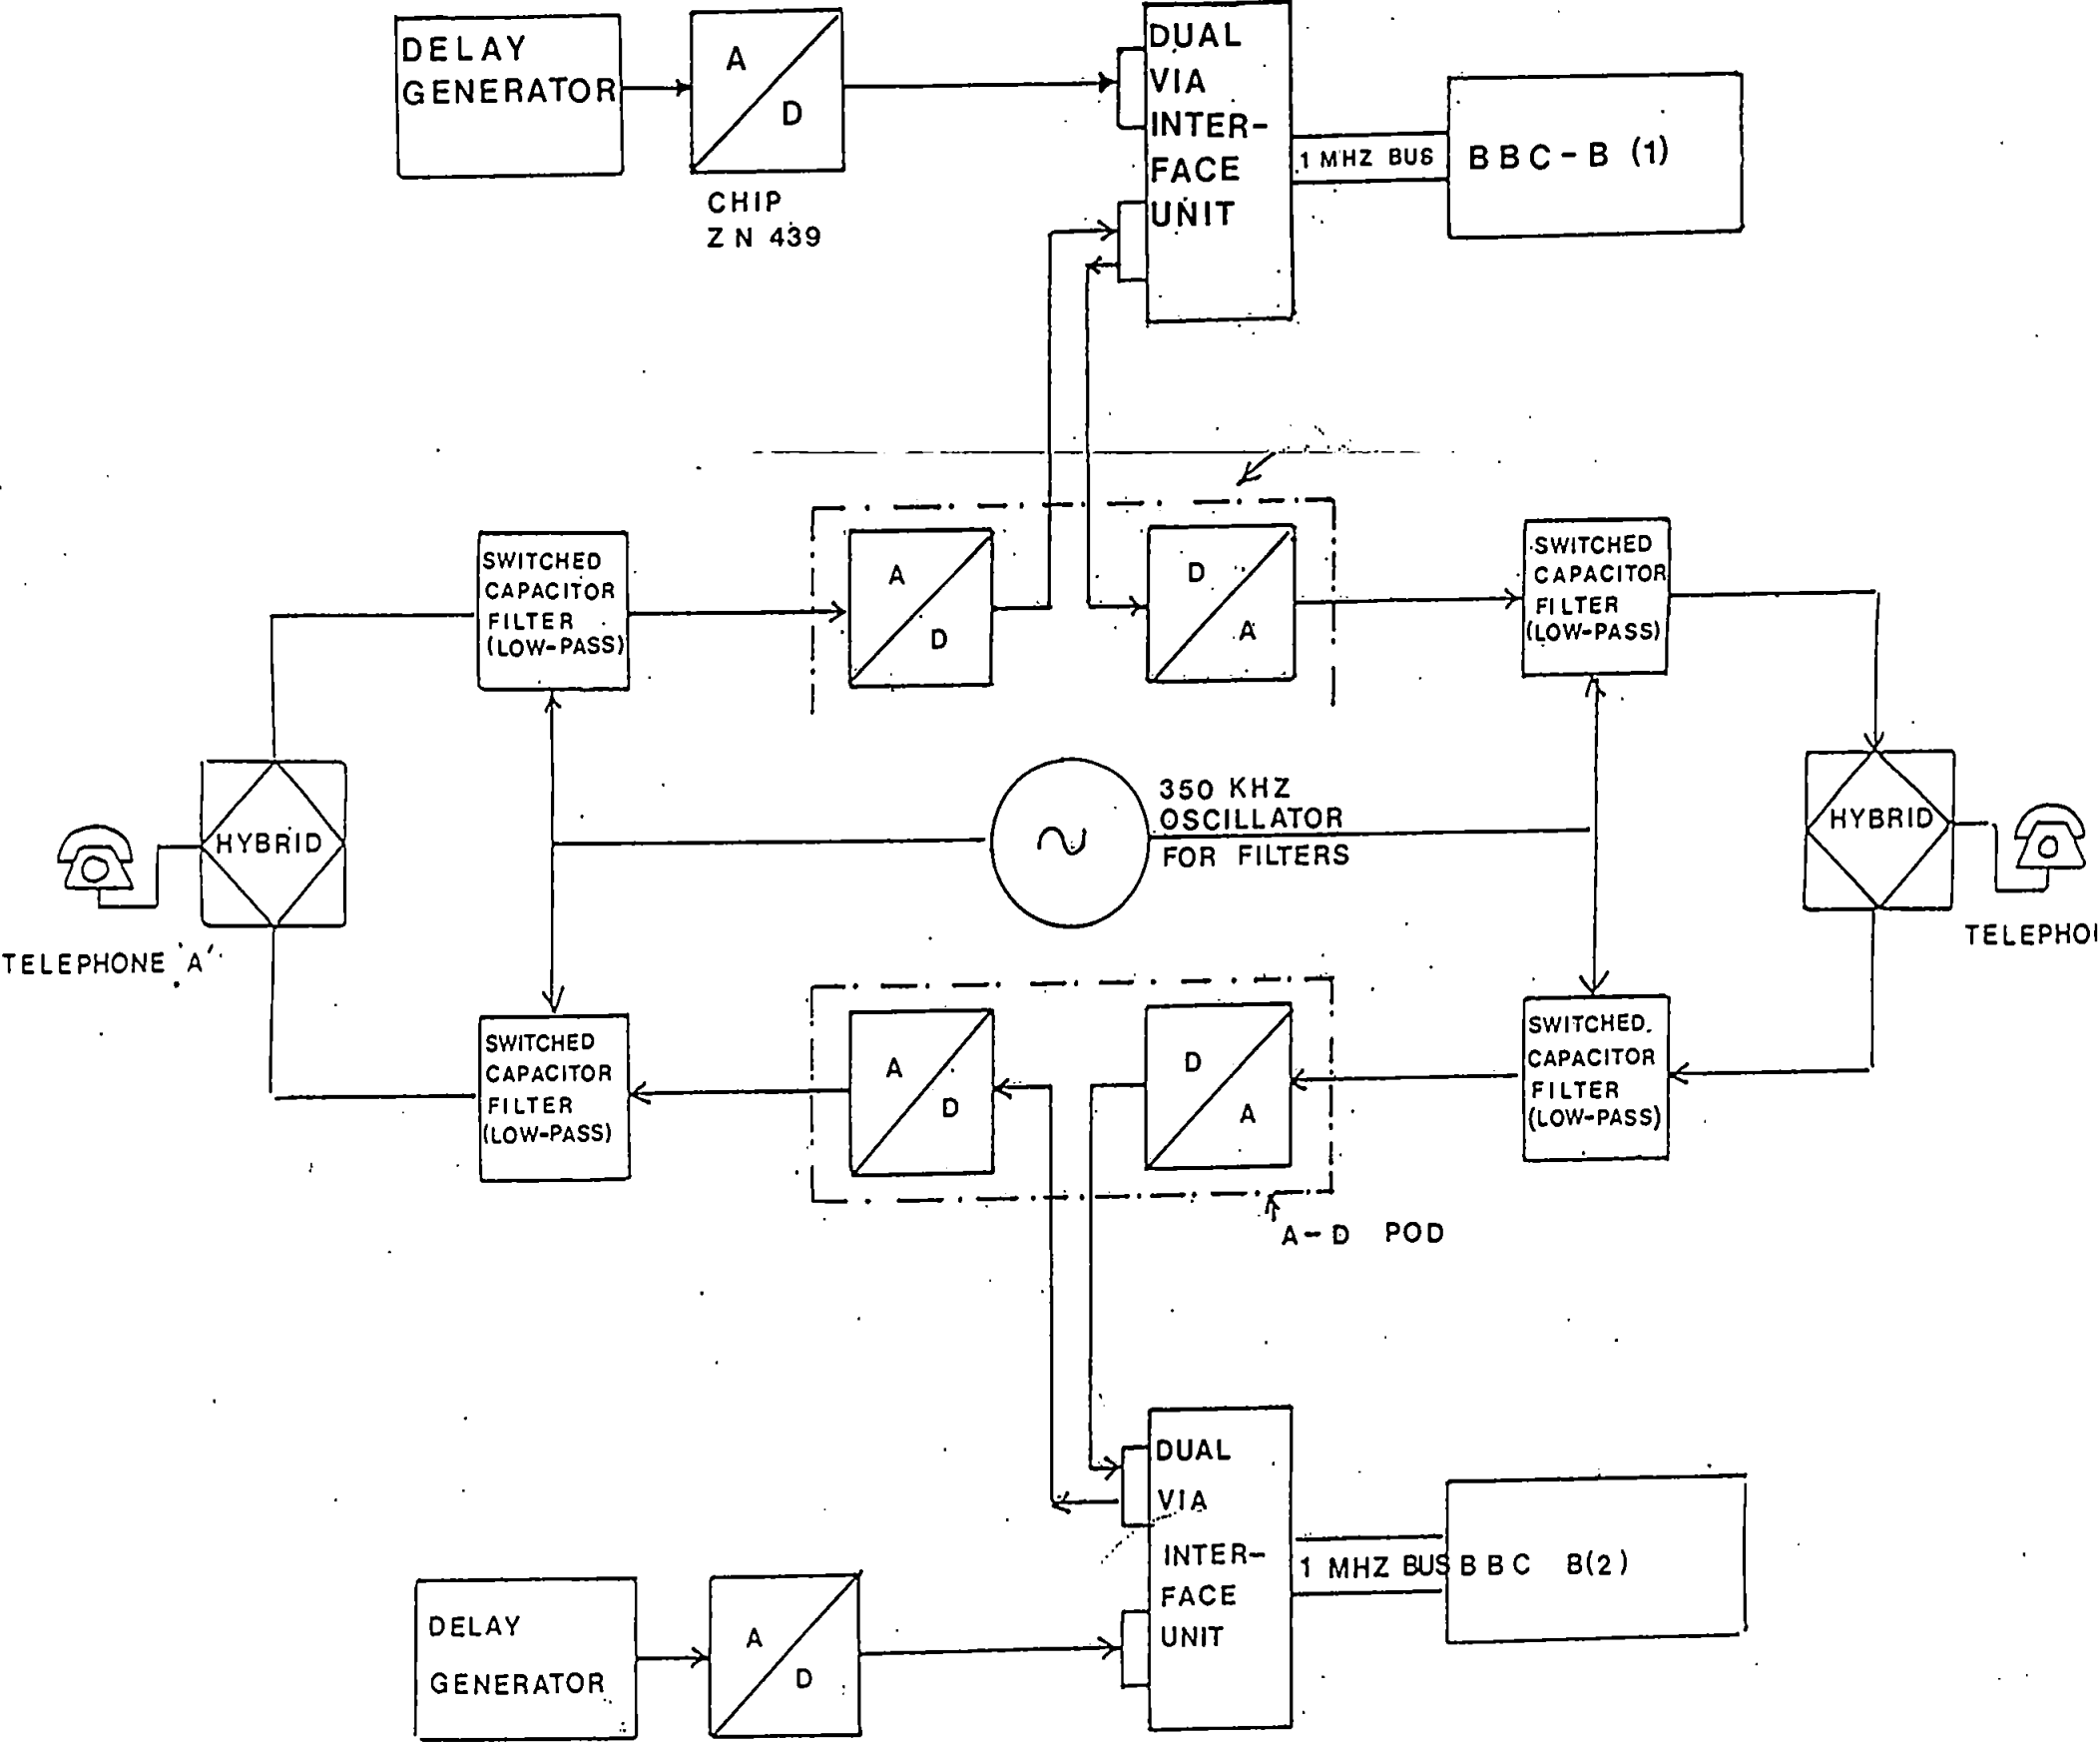 DELAY
GENERATOR
A
D
CHIP
ZN 439
DUAL
VIA
INTER-
FACE
UNIT
1 MHZ BUS
BBC-B (1)
SWITCHED
CAPACITOR
FILTER
(LOW-PASS)
A
D
D
A
SWITCHED
CAPACITOR
FILTER
(LOW-PASS)
HYBRID
TELEPHONE 'A'
350 KHZ
OSCILLATOR
FOR FILTERS
HYBRID
TELEPHO
SWITCHED
CAPACITOR
FILTER
(LOW-PASS)
A
D
D
A
SWITCHED
CAPACITOR
FILTER
(LOW-PASS)
A-D POD
DUAL
VIA
INTER-
FACE
UNIT
1 MHZ BUS
BBC B(2)
DELAY
GENERATOR
A
D